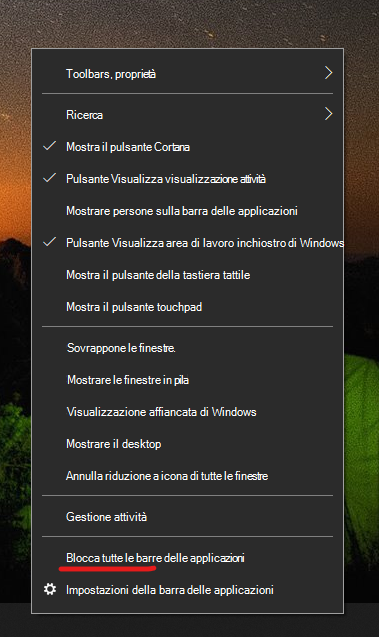 Toolbars, proprietà
Ricerca
Mostra il pulsante Cortana
Pulsante Visualizza visualizzazione attività
Mostrare persone sulla barra delle applicazioni
Pulsante Visualizza area di lavoro inchiostro di Windows
Mostra il pulsante della tastiera tattile
Mostra il pulsante touchpad
Sovrappone le finestre.
Mostrare le finestre in pila
Visualizzazione affiancata di Windows
Mostrare il desktop
Annulla riduzione a icona di tutte le finestre
Gestione attività
Blocca tutte le barre delle applicazioni
Impostazioni della barra delle applicazioni